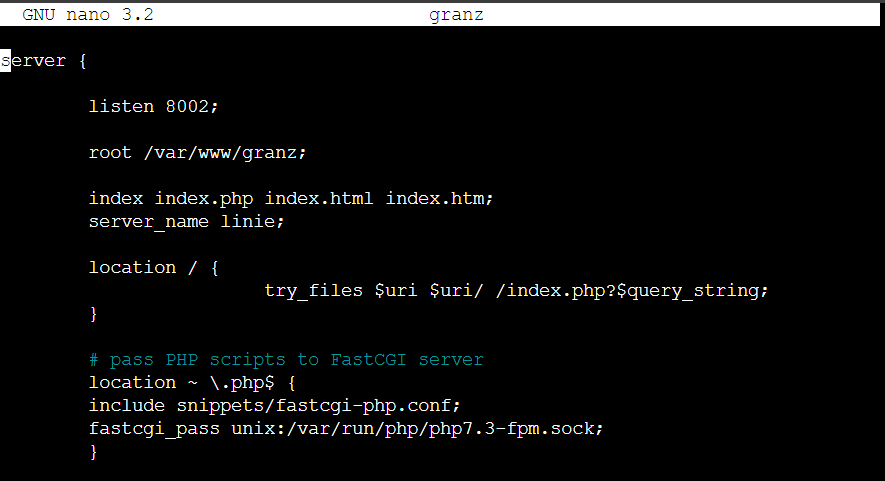 GNU nano 3.2 granz
server {
listen 8002;
root /var/www/granz;
index index.php index.html index.htm;
server_name linie;
location / {
try_files $uri $uri/ /index.php?$query_string;
}
# pass PHP scripts to FastCGI server
location ~ \.php$ {
include snippets/fastcgi-php.conf;
fastcgi_pass unix:/var/run/php/php7.3-fpm.sock;
}